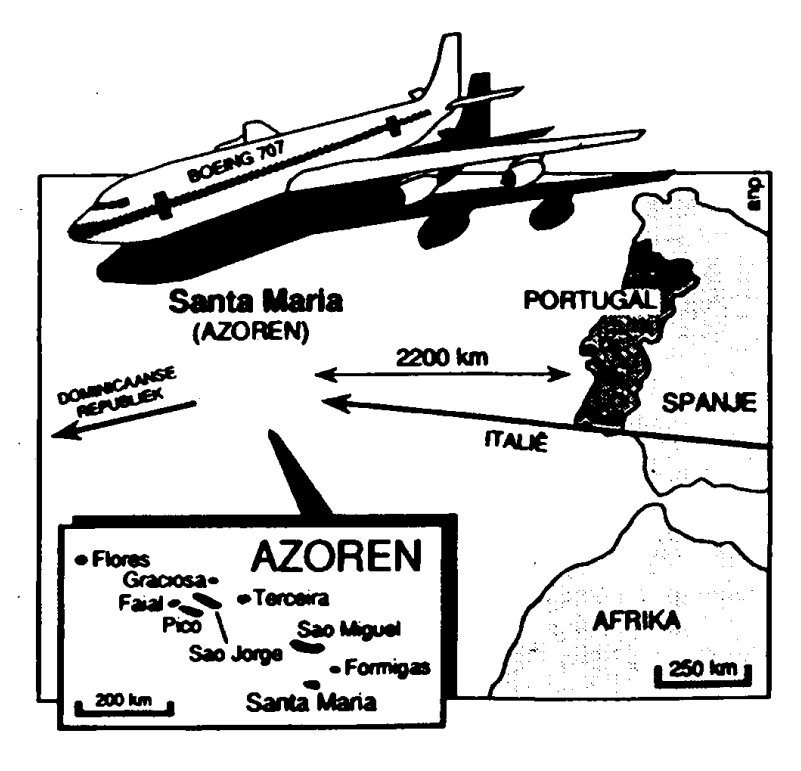 BOEING 707
anp
Santa Maria
(AZOREN)
PORTUGAL
2200 km
DOMINICAANSE
REPUBLIEK
SPANJE
ITALIË
AZOREN
Flores
Graciosa
Faial
Terceira
Pico
Sao Jorge
Sao Miguel
Formigas
Santa Maria
200 km
AFRIKA
250 km